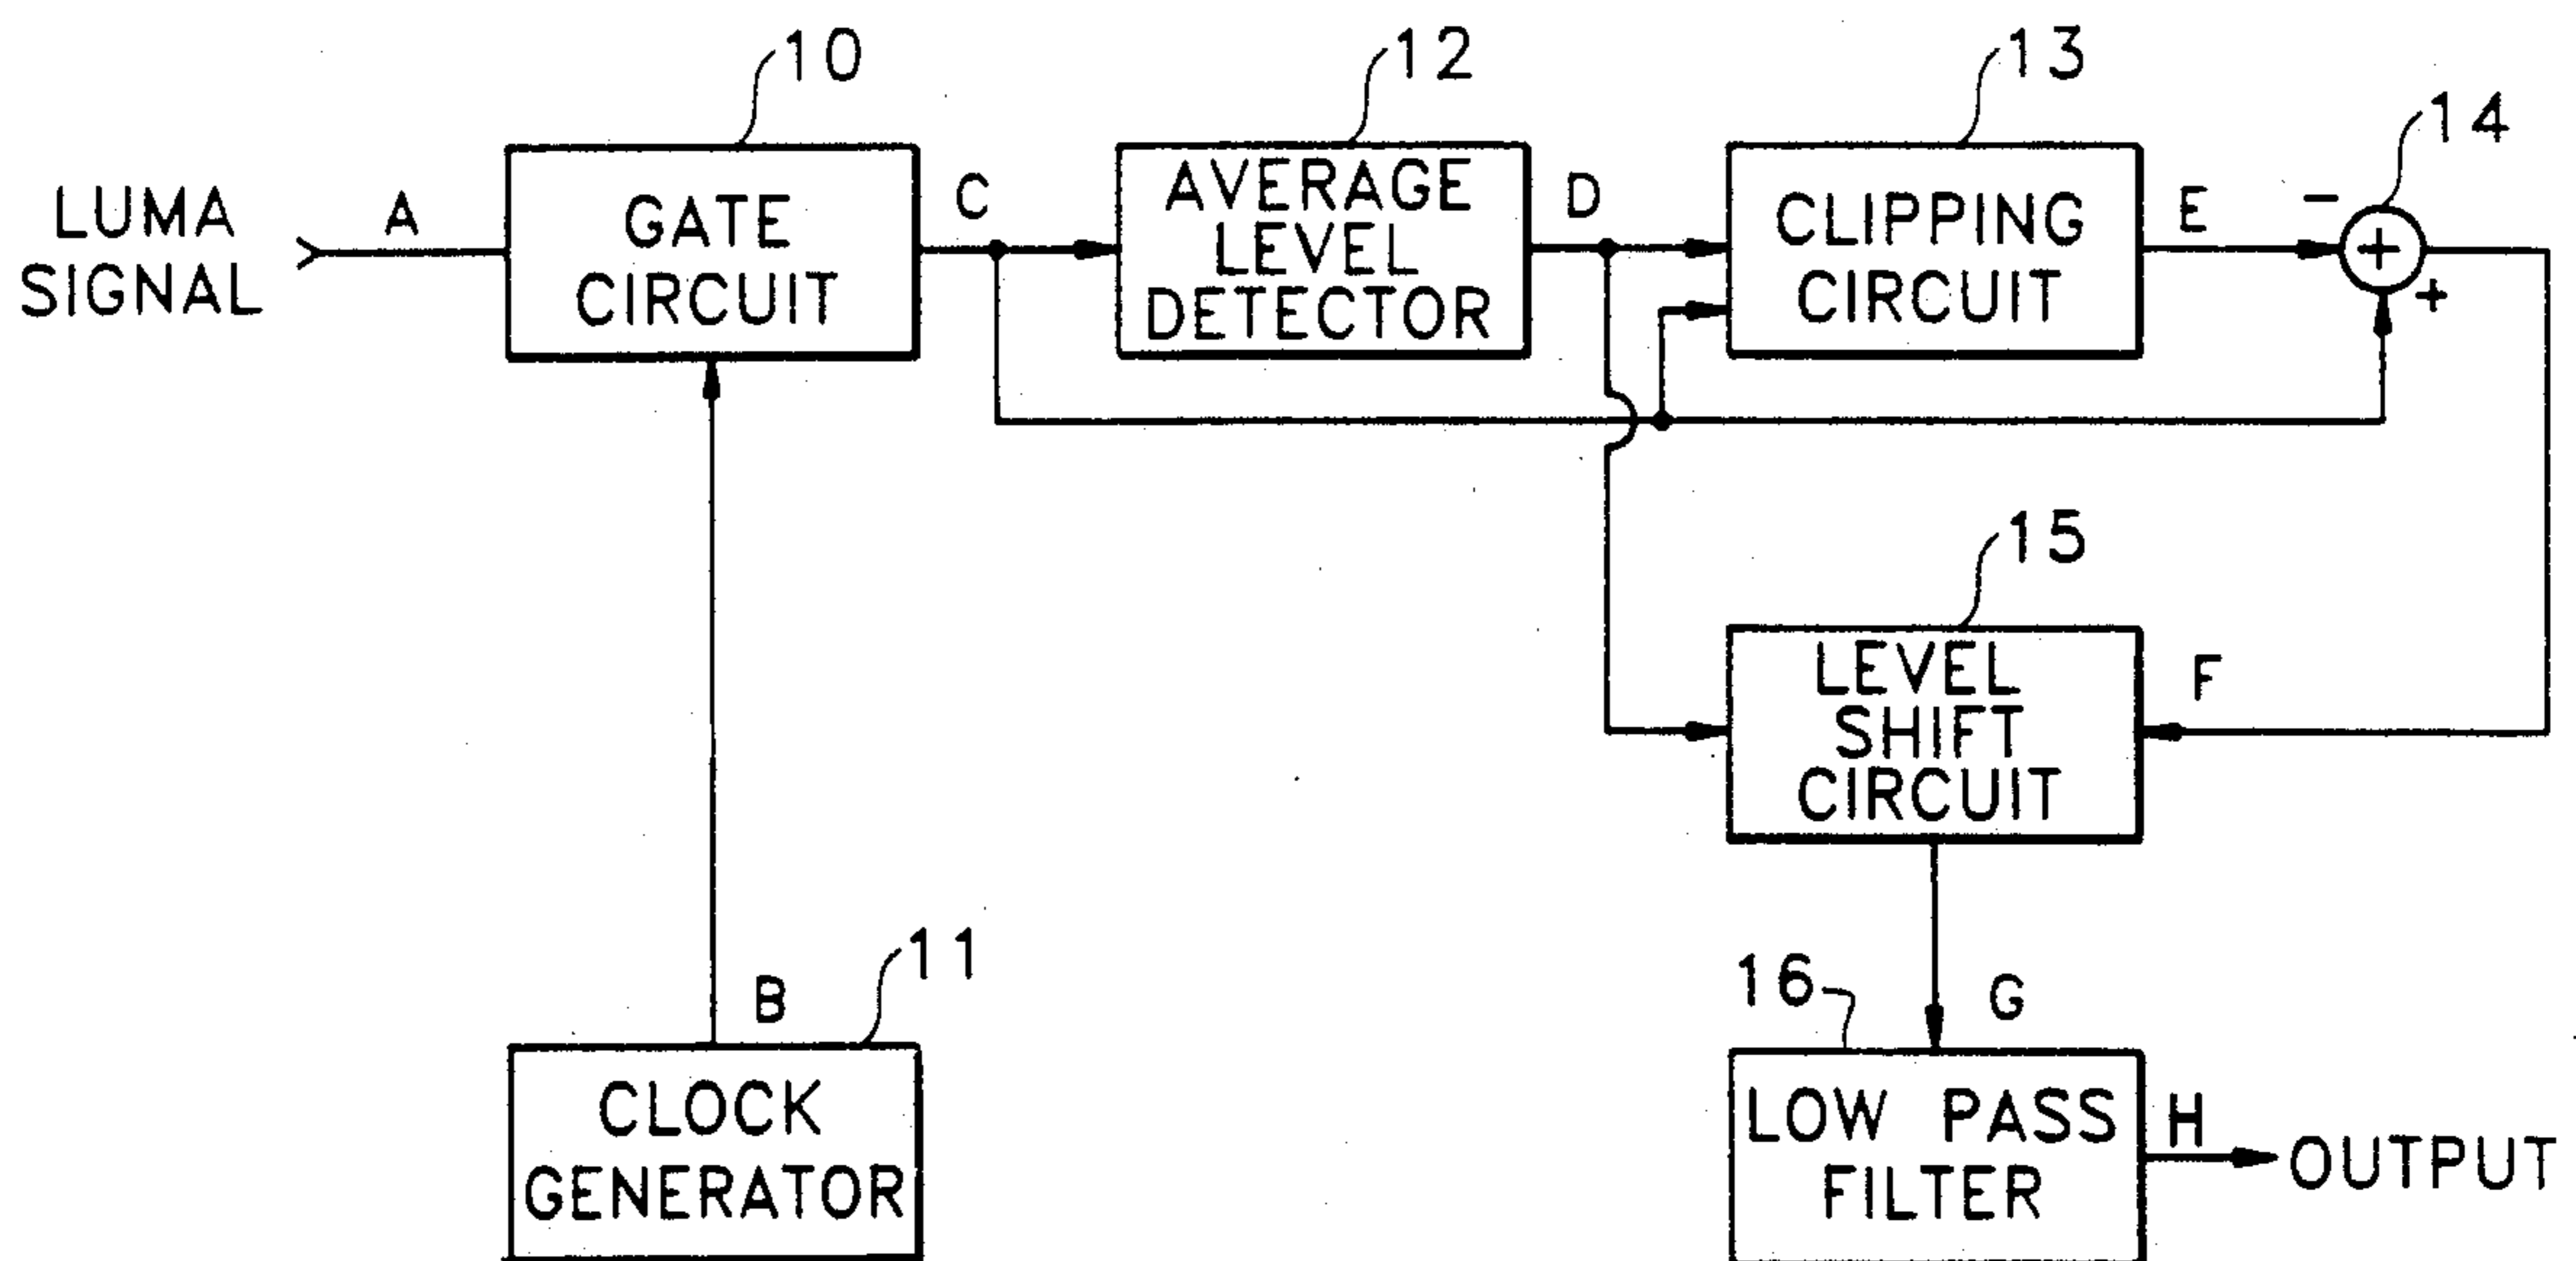 10
12
13
14
LUMA
SIGNAL
A
GATE
CIRCUIT
C
AVERAGE
LEVEL
DETECTOR
D
CLIPPING
CIRCUIT
E
−
+
+
15
LEVEL
SHIFT
CIRCUIT
F
11
B
CLOCK
GENERATOR
16
G
LOW PASS
FILTER
H
OUTPUT